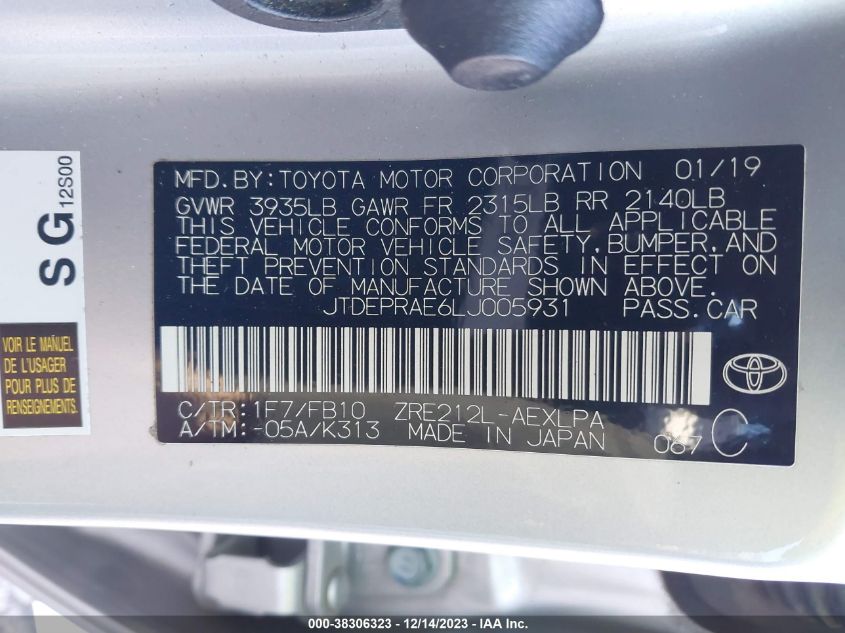 MFD. BY: TOYOTA MOTOR CORPORATION 01/19
GVWR 3935LB GAWR FR 2315LB RR 2140LB
THIS VEHICLE CONFORMS TO ALL APPLICABLE
FEDERAL MOTOR VEHICLE SAFETY, BUMPER, AND
THEFT PREVENTION STANDARDS IN EFFECT ON
THE DATE OF MANUFACTURE SHOWN ABOVE.
JTDEPRAE6LJ005931 PASS. CAR
C/TR: 1F7/FB10 ZRE212L-AEXLPA
A/TM: -05A/K313 MADE IN JAPAN 067 C
SG
12S00
VOIR LE MANUEL
DE L'USAGER
POUR PLUS DE
RENSEIGNEMENTS.
000-38306323 - 12/14/2023 - IAA Inc.